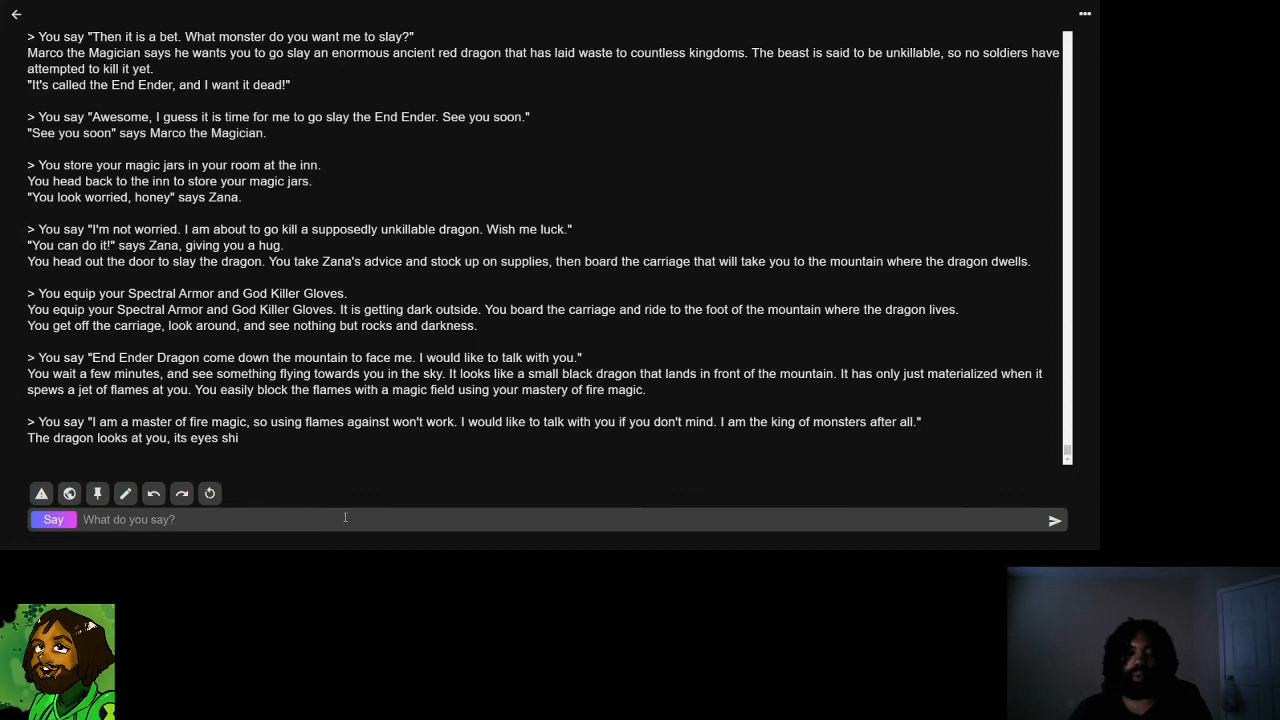 > You say "Then it is a bet. What monster do you want me to slay?"
Marco the Magician says he wants you to go slay an enormous ancient red dragon that has laid waste to countless kingdoms. The beast is said to be unkillable, so no soldiers have
attempted to kill it yet.
"It's called the End Ender, and I want it dead!"
> You say "Awesome, I guess it is time for me to go slay the End Ender. See you soon."
"See you soon" says Marco the Magician.
> You store your magic jars in your room at the inn.
You head back to the inn to store your magic jars.
"You look worried, honey" says Zana.
> You say "I'm not worried. I am about to go kill a supposedly unkillable dragon. Wish me luck."
"You can do it!" says Zana, giving you a hug.
You head out the door to slay the dragon. You take Zana's advice and stock up on supplies, then board the carriage that will take you to the mountain where the dragon dwells.
> You equip your Spectral Armor and God Killer Gloves.
You equip your Spectral Armor and God Killer Gloves. It is getting dark outside. You board the carriage and ride to the foot of the mountain where the dragon lives.
You get off the carriage, look around, and see nothing but rocks and darkness.
> You say "End Ender Dragon come down the mountain to face me. I would like to talk with you."
You wait a few minutes, and see something flying towards you in the sky. It looks like a small black dragon that lands in front of the mountain. It has only just materialized when it
spews a jet of flames at you. You easily block the flames with a magic field using your mastery of fire magic.
> You say "I am a master of fire magic, so using flames against won't work. I would like to talk with you if you don't mind. I am the king of monsters after all."
The dragon looks at you, its eyes shi
Say What do you say?